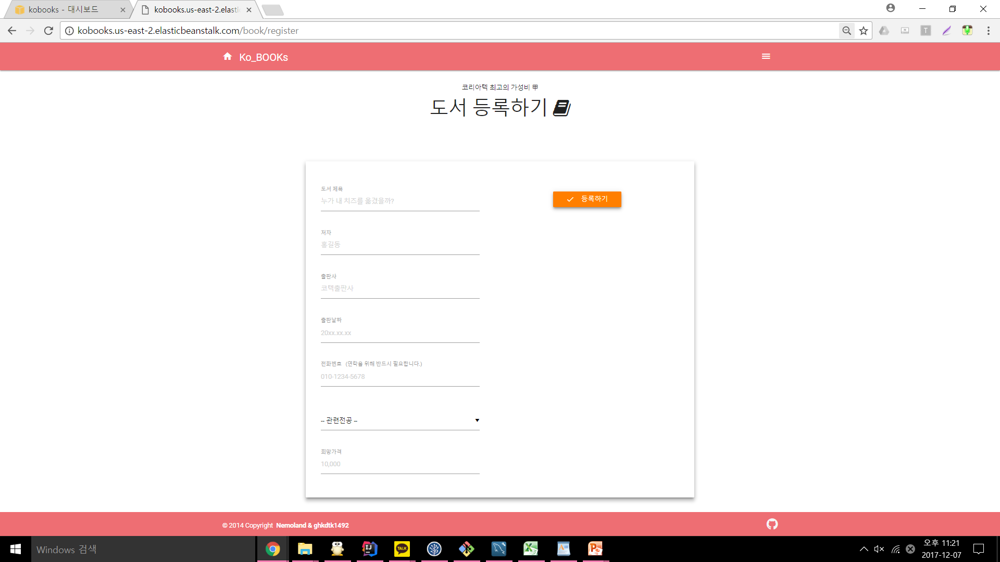 kobooks - 대시보드
kobooks.us-east-2.elasti
kobooks.us-east-2.elasticbeanstalk.com/book/register
Ko_BOOKs
코리아텍 최고의 가성비 甲
도서 등록하기
도서 제목
누가 내 치즈를 옮겼을까?
등록하기
저자
홍길동
출판사
코텍출판사
출판날짜
20xx.xx.xx
전화번호 (연락을 위해 반드시 필요합니다.)
010-1234-5678
-- 관련전공 --
희망가격
10,000
© 2014 Copyright Nemoland & ghkdtk1492
Windows 검색
오후 11:21
2017-12-07